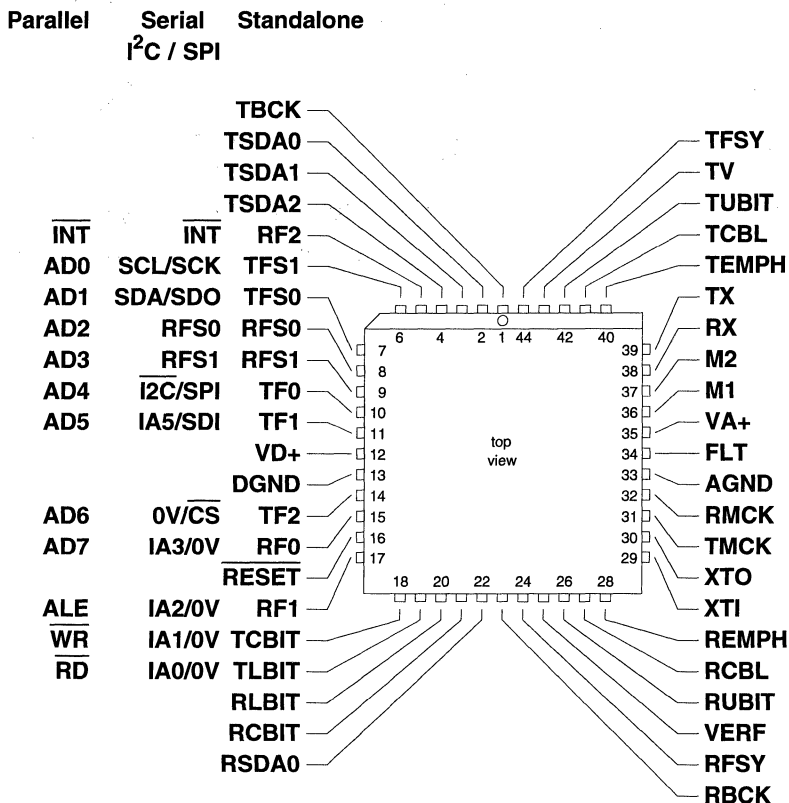 Parallel Serial Standalone
I²C / SPI
TBCK
TSDA0 TFSY
TSDA1 TV
TSDA2 TUBIT
INT INT RF2 TCBL
AD0 SCL/SCK TFS1 TEMPH
AD1 SDA/SDO TFS0 TX
AD2 RFS0 RFS0 RX
AD3 RFS1 RFS1 M2
AD4 I2C/SPI TF0 M1
AD5 IA5/SDI TF1 VA+
VD+ FLT
DGND AGND
AD6 0V/CS TF2 RMCK
AD7 IA3/0V RF0 TMCK
RESET XTO
ALE IA2/0V RF1 XTI
WR IA1/0V TCBIT REMPH
RD IA0/0V TLBIT RCBL
RLBIT RUBIT
RCBIT VERF
RSDA0 RFSY
RBCK
6 4 2 1 44 42 40
7 39
8 38
9 37
10 36
11 35
12 34
13 33
14 32
15 31
16 30
17 29
top
view
18 20 22 24 26 28